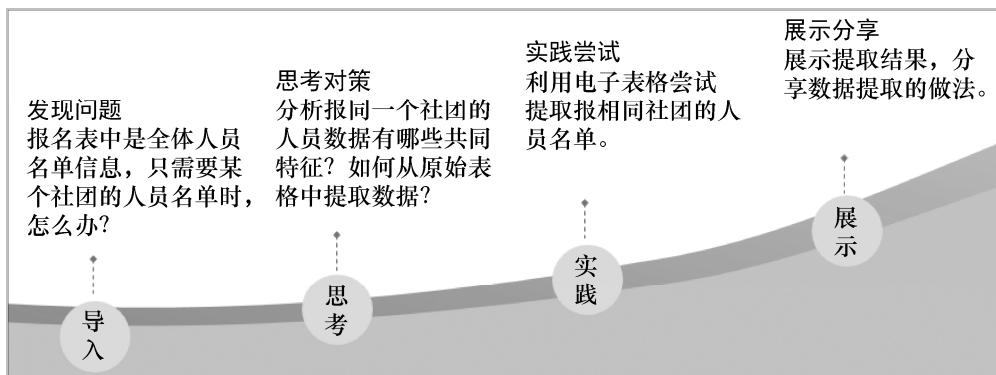 发现问题
报名表中是全体人员
名单信息，只需要某
个社团的人员名单时，
怎么办？
导入
思考对策
分析报同一个社团的
人员数据有哪些共同
特征？如何从原始表
格中提取数据？
思考
实践尝试
利用电子表格尝试
提取报相同社团的人
员名单。
实践
展示分享
展示提取结果，分
享数据提取的做法。
展示